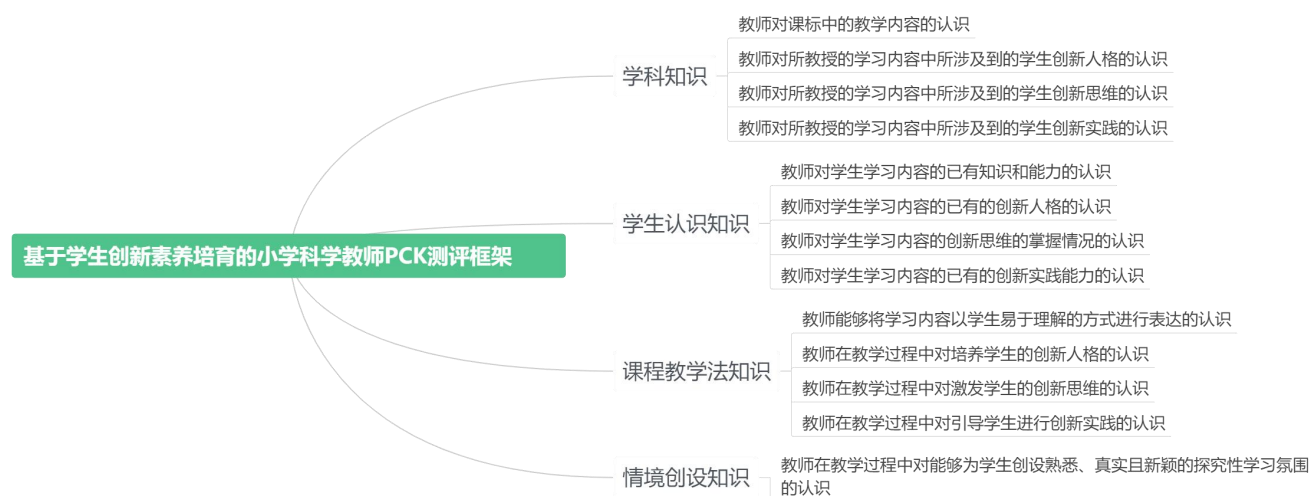 教师对课标中的教学内容的认识
学科知识
教师对所教授的学习内容中所涉及到的学生创新人格的认识
教师对所教授的学习内容中所涉及到的学生创新思维的认识
教师对所教授的学习内容中所涉及到的学生创新实践的认识
教师对学生学习内容的已有知识和能力的认识
学生认识知识
教师对学生学习内容的已有的创新人格的认识
教师对学生学习内容的创新思维的掌握情况的认识
教师对学生学习内容的已有的创新实践能力的认识
基于学生创新素养培育的小学科学教师PCK测评框架
教师能够将学习内容以学生易于理解的方式进行表达的认识
课程教学法知识
教师在教学过程中对培养学生的创新人格的认识
教师在教学过程中对激发学生的创新思维的认识
教师在教学过程中对引导学生进行创新实践的认识
情境创设知识
教师在教学过程中对能够为学生创设熟悉、真实且新颖的探究性学习氛围
的认识